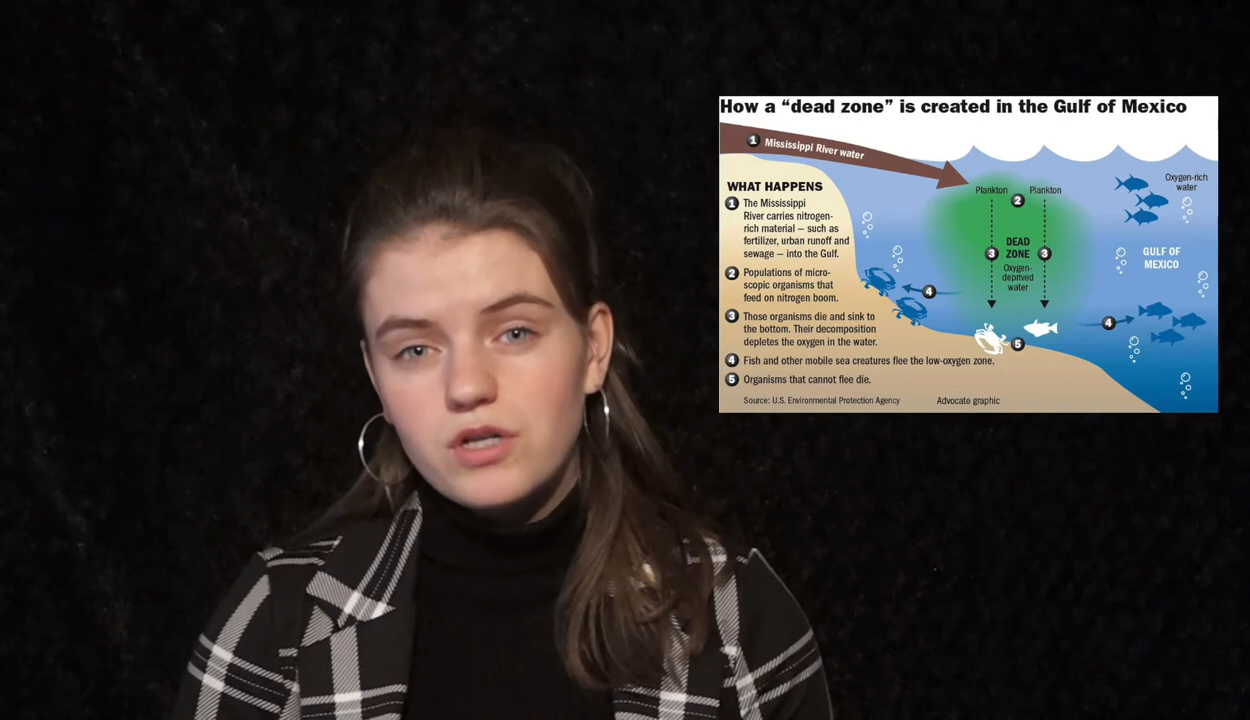 How a “dead zone” is created in the Gulf of Mexico
1 Mississippi River water
WHAT HAPPENS
1 The Mississippi
River carries nitrogen-
rich material — such as
fertilizer, urban runoff and
sewage — into the Gulf.
2 Populations of micro-
scopic organisms that
feed on nitrogen boom.
3 Those organisms die and sink to
the bottom. Their decomposition
depletes the oxygen in the water.
4 Fish and other mobile sea creatures flee the low-oxygen zone.
5 Organisms that cannot flee die.
Source: U.S. Environmental Protection Agency
Advocate graphic
Plankton
2
Plankton
3
DEAD
ZONE
3
Oxygen-
deprived
water
4
5
4
Oxygen-rich
water
GULF OF
MEXICO